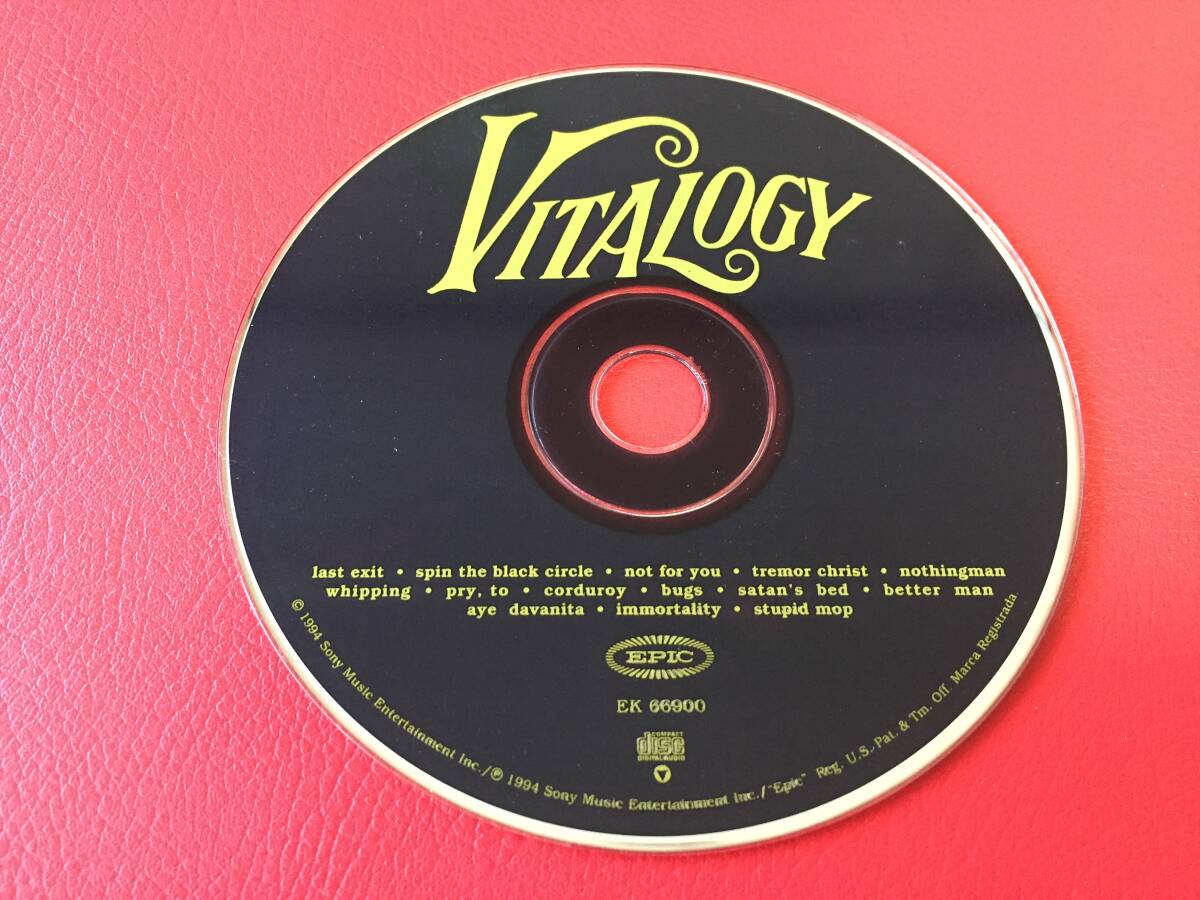 VITALOGY
last exit • spin the black circle • not for you • tremor christ • nothingman
whipping • pry, to • corduroy • bugs • satan's bed • better man
aye davanita • immortality • stupid mop
EPIC
EK 66900
COMPACT
disc
DIGITAL AUDIO
© 1994 Sony Music Entertainment Inc./℗ 1994 Sony Music Entertainment Inc./"Epic" Reg. U.S. Pat. & Tm. Off Marca Registrada.